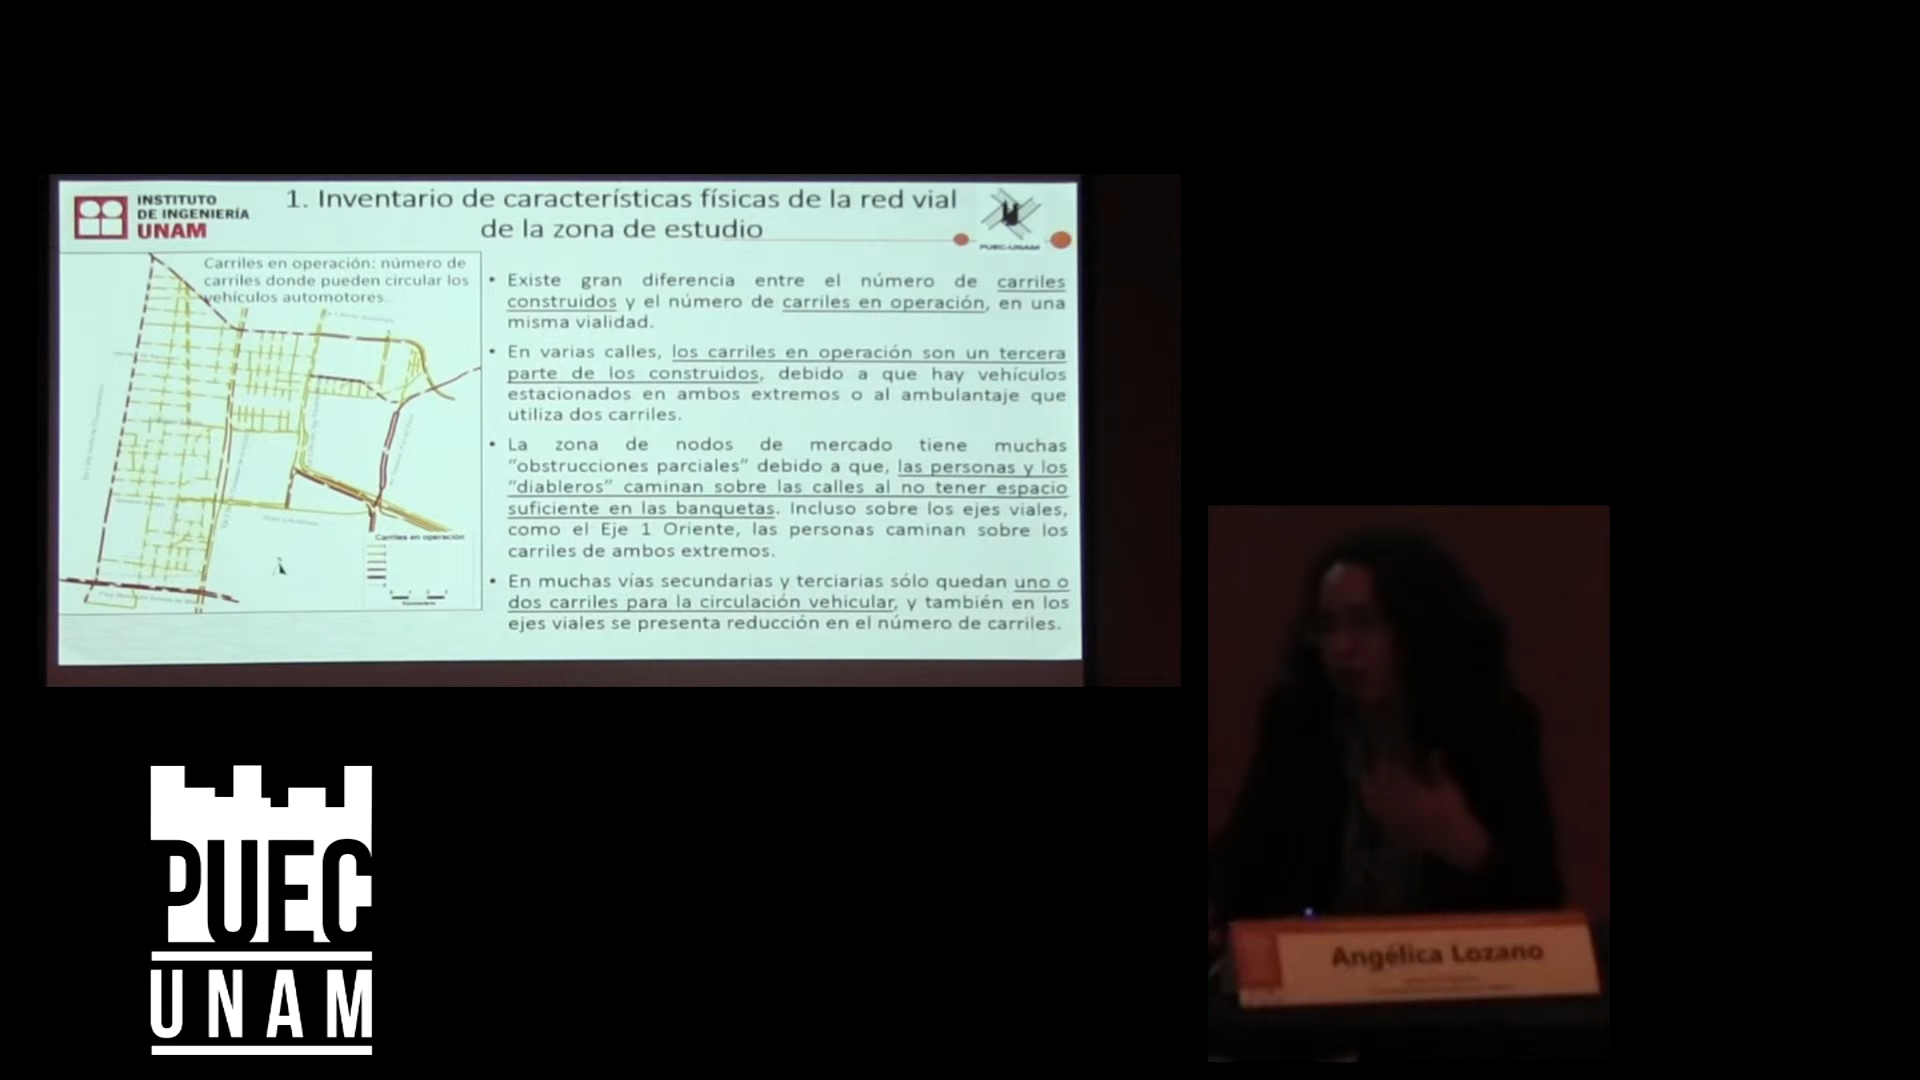 INSTITUTO
DE INGENIERÍA
UNAM
1. Inventario de características físicas de la red vial
de la zona de estudio
PUEC-UNAM
Carriles en operación: número de
carriles donde pueden circular los
vehículos automotores.
• Existe gran diferencia entre el número de carriles
construidos y el número de carriles en operación, en una
misma vialidad.
• En varias calles, los carriles en operación son un tercera
parte de los construidos, debido a que hay vehículos
estacionados en ambos extremos o al ambulantaje que
utiliza dos carriles.
• La zona de nodos de mercado tiene muchas
“obstrucciones parciales” debido a que, las personas y los
“diableros” caminan sobre las calles al no tener espacio
suficiente en las banquetas. Incluso sobre los ejes viales,
como el Eje 1 Oriente, las personas caminan sobre los
carriles de ambos extremos.
• En muchas vías secundarias y terciarias sólo quedan uno o
dos carriles para la circulación vehicular, y también en los
ejes viales se presenta reducción en el número de carriles.
Carriles en operación
PUEC
UNAM
Angélica Lozano